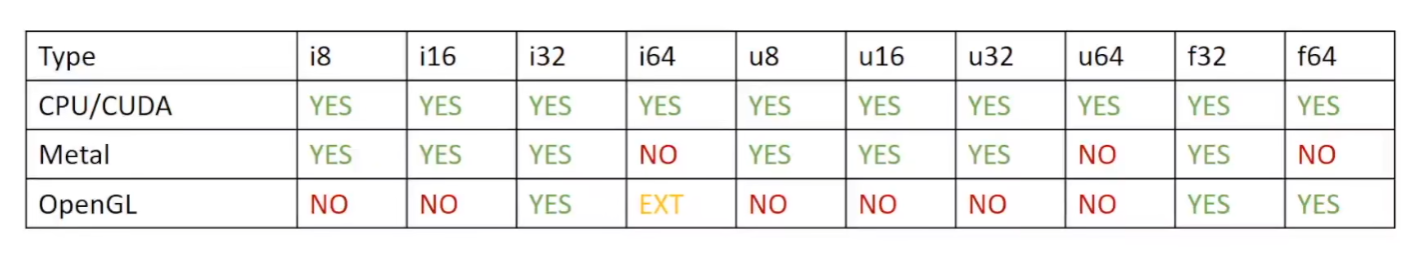 Type i8 i16 i32 i64 u8 u16 u32 u64 f32 f64
CPU/CUDA YES YES YES YES YES YES YES YES YES YES
Metal YES YES YES NO YES YES YES NO YES NO
OpenGL NO NO YES EXT NO NO NO NO YES YES